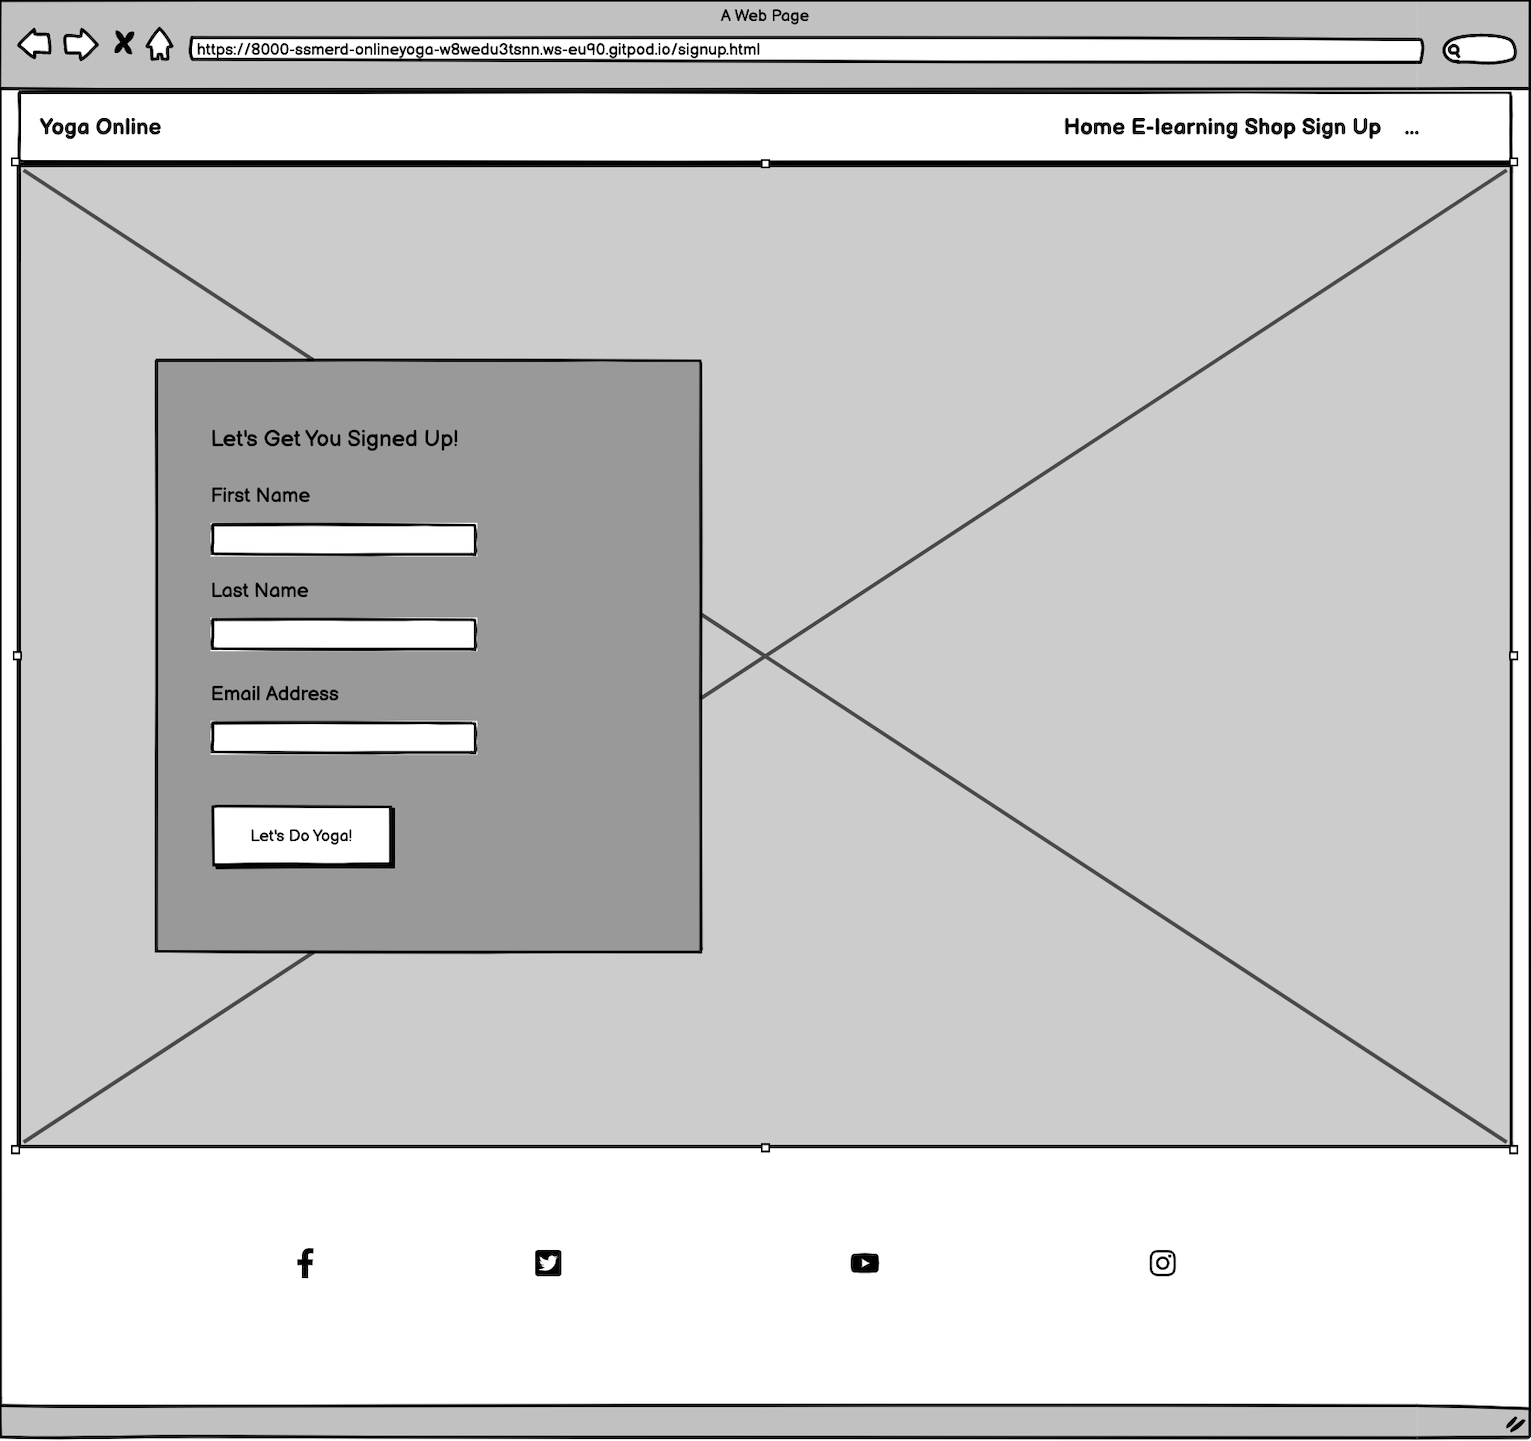 A Web Page
https://8000-ssmerd-onlineyoga-w8wedu3tsnn.ws-eu90.gitpod.io/signup.html
Yoga Online
Home E-learning Shop Sign Up ...
Let's Get You Signed Up!
First Name
Last Name
Email Address
Let's Do Yoga!